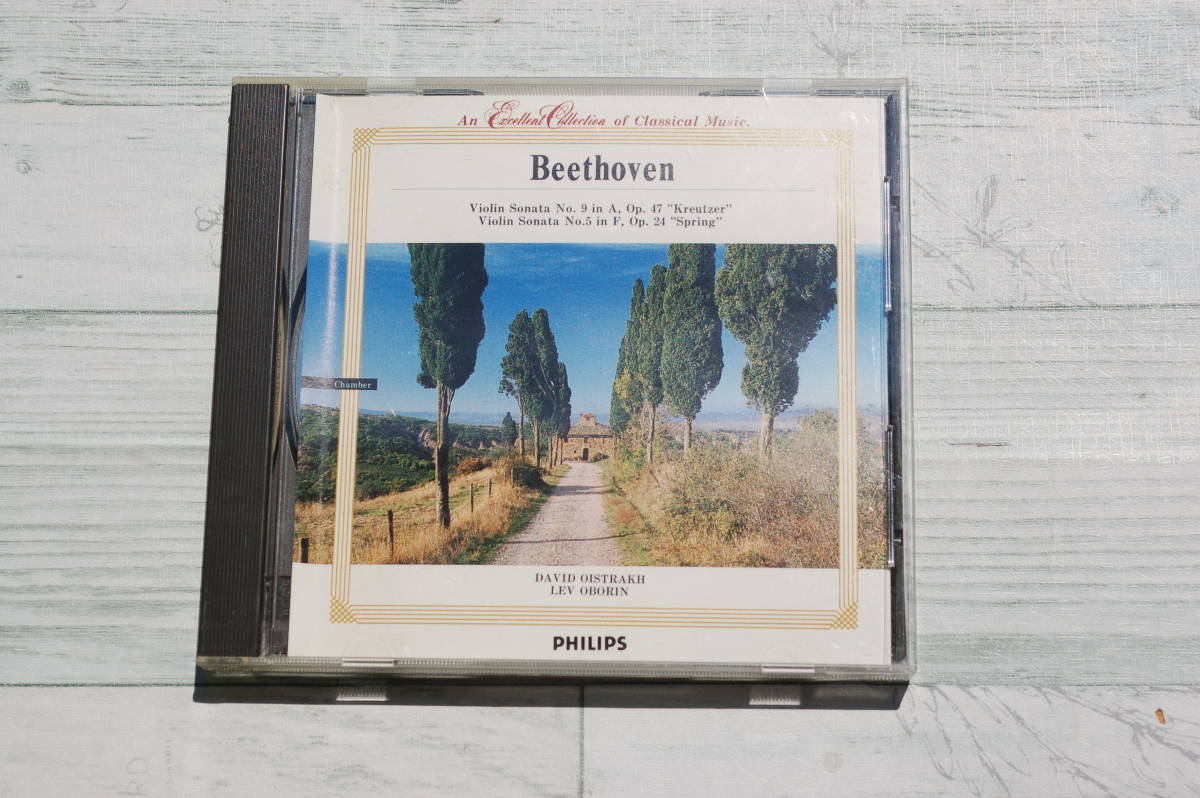 An Excellent Collection of Classical Music.
Beethoven
Violin Sonata No. 9 in A, Op. 47 "Kreutzer"
Violin Sonata No.5 in F, Op. 24 "Spring"
Chamber
DAVID OISTRAKH
LEV OBORIN
PHILIPS